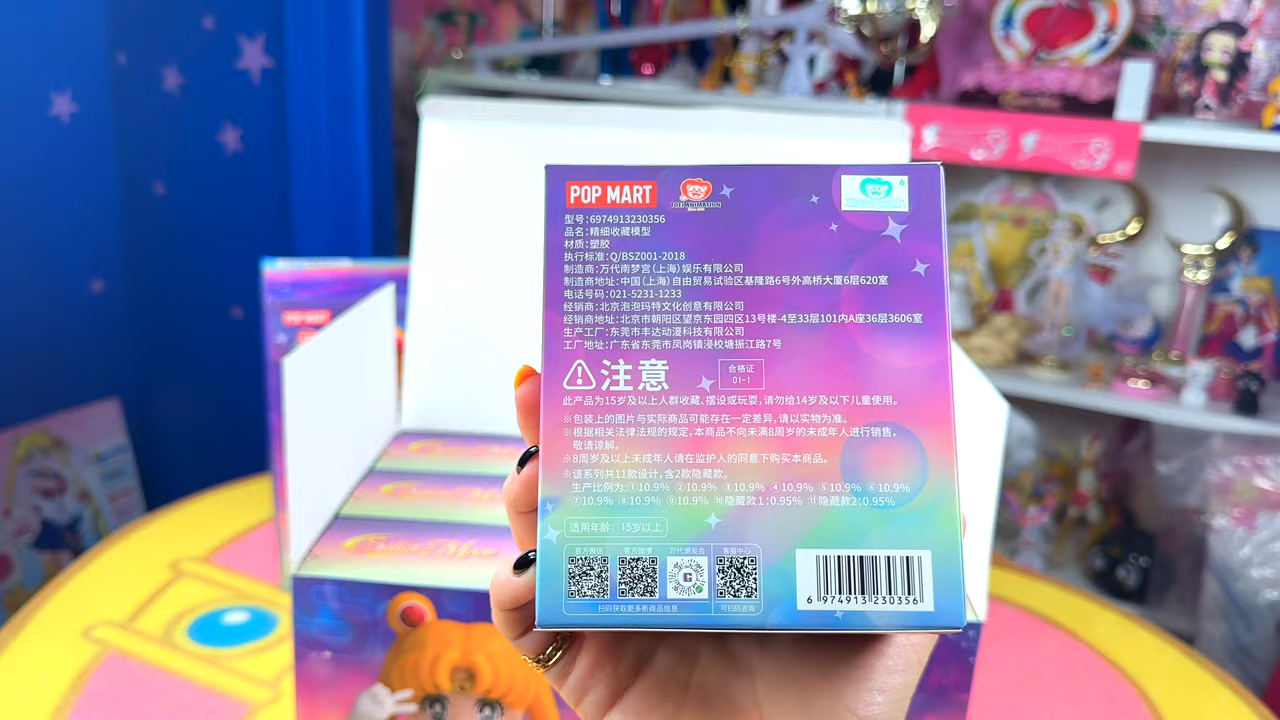 POP MART
TOEI ANIMATION
型号:6974913230356
品名:精细收藏模型
材质:塑胶
执行标准:Q/BSZ001-2018
制造商:万代南梦宫(上海)娱乐有限公司
制造商地址:中国(上海)自由贸易试验区基隆路6号外高桥大厦6层620室
电话号码:021-5231-1233
经销商:北京泡泡玛特文化创意有限公司
经销商地址:北京市朝阳区望京东园四区13号楼-4至33层101内A座36层3606室
生产工厂:东莞市丰达动漫科技有限公司
工厂地址:广东省东莞市凤岗镇浸校塘振江路7号
注意
合格证
01-1
此产品为15岁及以上人群收藏、摆设或玩耍,请勿给14岁及以下儿童使用。
※包装上的图片与实际商品可能存在一定差异,请以实物为准。
※根据相关法律法规的规定,本商品不向未满8周岁的未成年人进行销售,
敬请谅解。
※8周岁及以上未成年人请在监护人的同意下购买本商品。
※该系列共11款设计,含2款隐藏款。
生产比例为:①10.9% ②10.9% ③10.9% ④10.9% ⑤10.9% ⑥10.9%
⑦10.9% ⑧10.9% ⑨10.9% ⑩隐藏款1:0.95% ⑪隐藏款2:0.95%
适用年龄：15岁以上
官方微信 官方微博 万代潮友会 客服中心
扫码获取更多新商品信息 可扫码咨询
6 974913 230356
POP MART